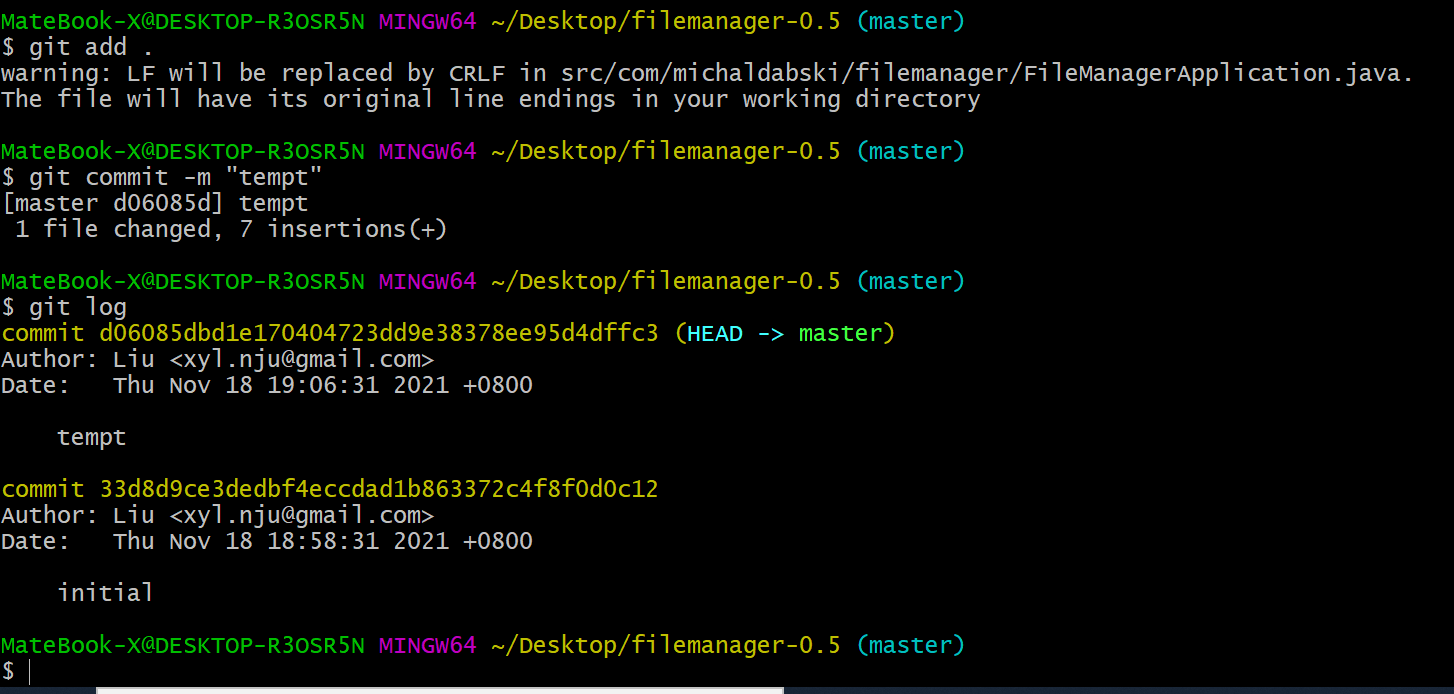 MateBook-X@DESKTOP-R3OSR5N MINGW64 ~/Desktop/filemanager-0.5 (master)
$ git add .
warning: LF will be replaced by CRLF in src/com/michaldabski/filemanager/FileManagerApplication.java.
The file will have its original line endings in your working directory
MateBook-X@DESKTOP-R3OSR5N MINGW64 ~/Desktop/filemanager-0.5 (master)
$ git commit -m "tempt"
[master d06085d] tempt
 1 file changed, 7 insertions(+)
MateBook-X@DESKTOP-R3OSR5N MINGW64 ~/Desktop/filemanager-0.5 (master)
$ git log
commit d06085dbd1e170404723dd9e38378ee95d4dffc3 (HEAD -> master)
Author: Liu <xyl.nju@gmail.com>
Date:   Thu Nov 18 19:06:31 2021 +0800
    tempt
commit 33d8d9ce3dedbf4eccdad1b863372c4f8f0d0c12
Author: Liu <xyl.nju@gmail.com>
Date:   Thu Nov 18 18:58:31 2021 +0800
    initial
MateBook-X@DESKTOP-R3OSR5N MINGW64 ~/Desktop/filemanager-0.5 (master)
$